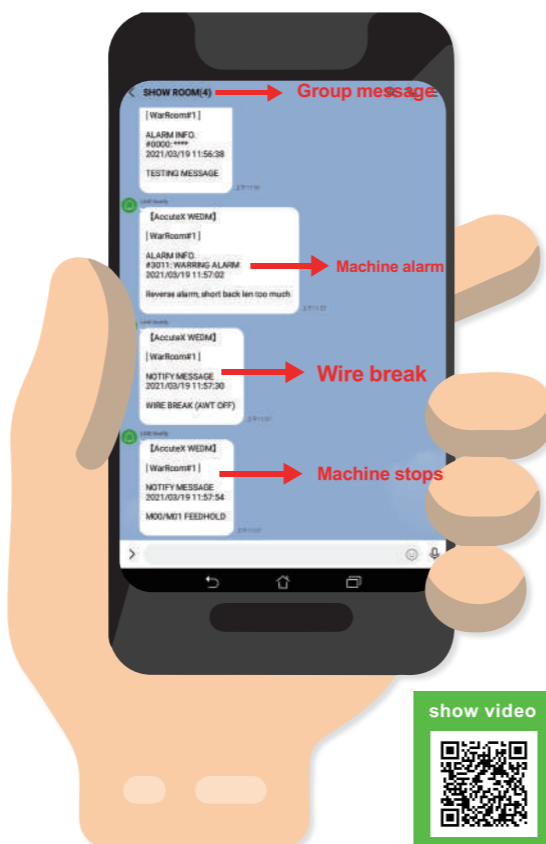 SHOW ROOM(4)
Group message
[WarRoom#1]
ALARM INFO.
#0000: ****
2021/03/19 11:56:38
TESTING MESSAGE
【AccuteX WEDM】
[WarRoom#1]
ALARM INFO.
#3011: WARRING ALARM
2021/03/19 11:57:02
Reverse alarm, short back len too much
Machine alarm
【AccuteX WEDM】
[WarRoom#1]
NOTIFY MESSAGE
2021/03/19 11:57:30
WIRE BREAK (AWT OFF)
Wire break
【AccuteX WEDM】
[WarRoom#1]
NOTIFY MESSAGE
2021/03/19 11:57:54
M00/M01 FEEDHOLD
Machine stops
show video